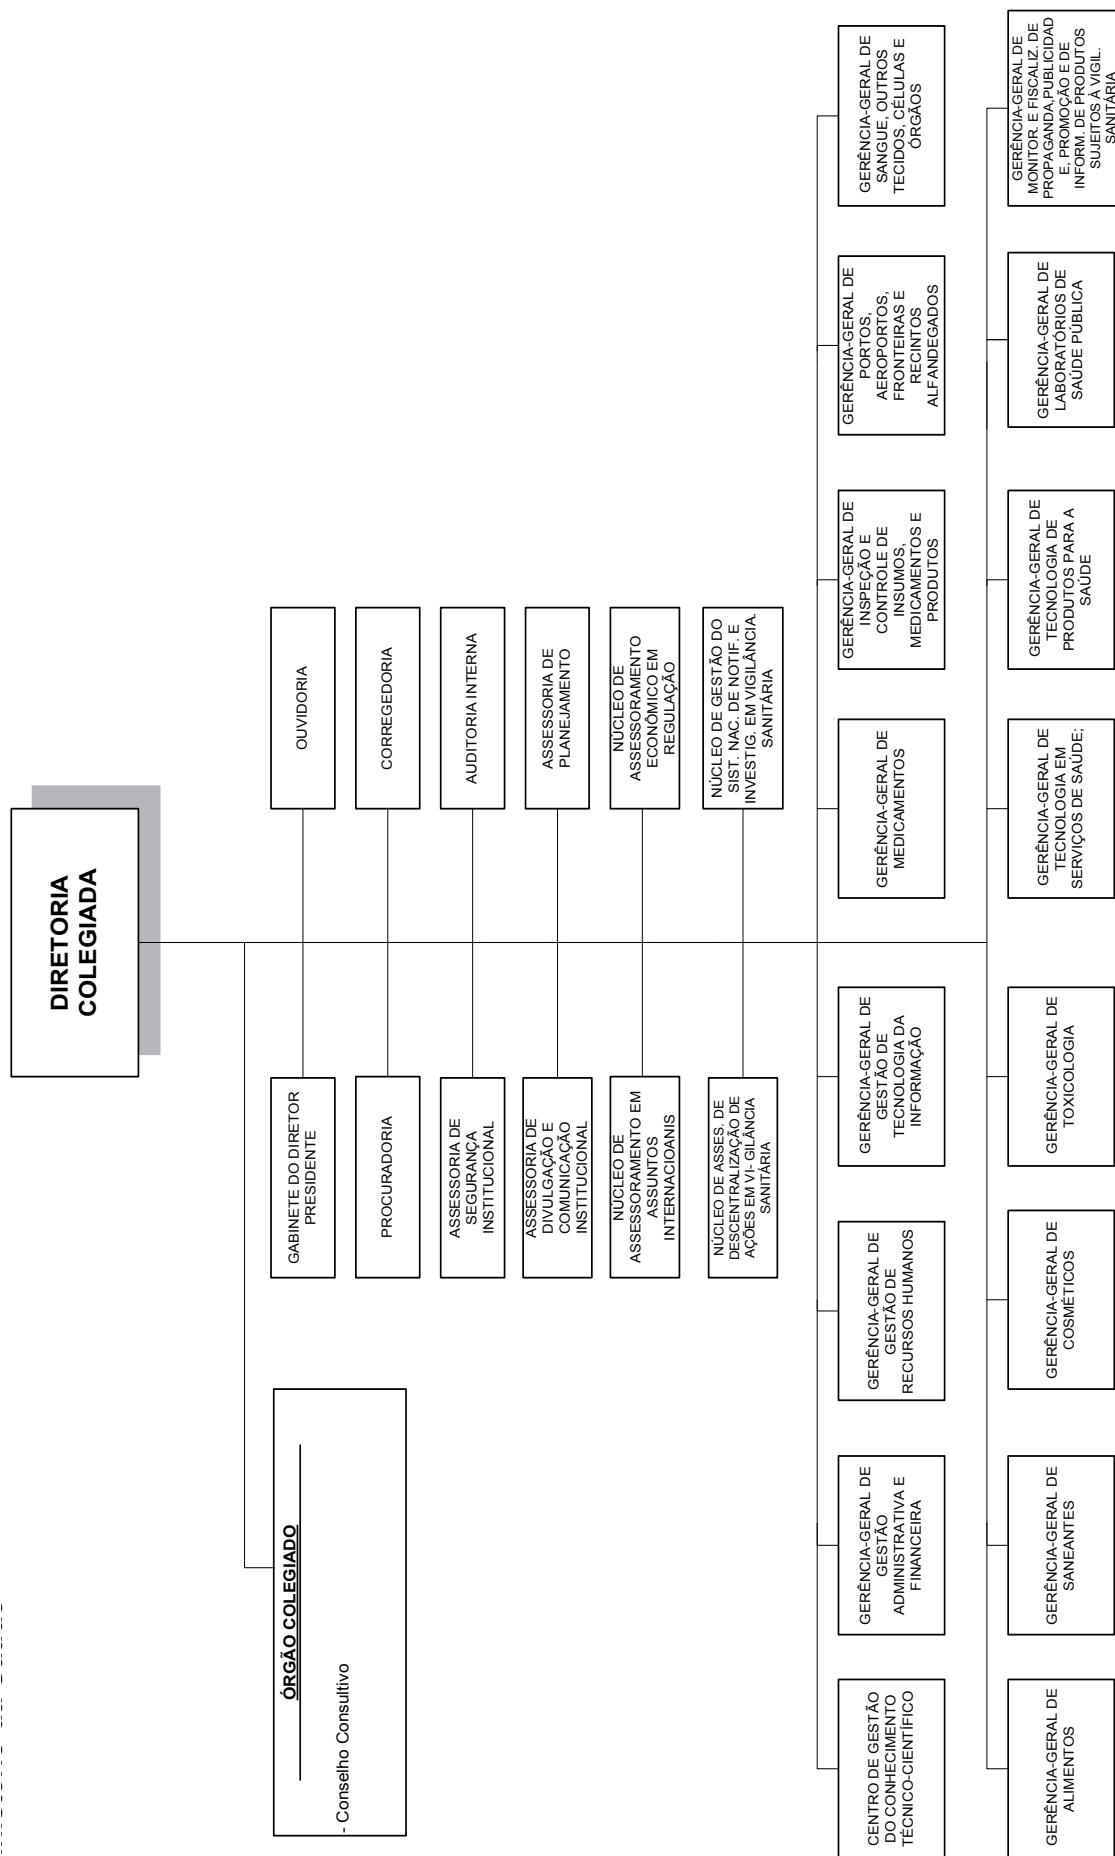 DIRETORIA
COLEGIADA
ÓRGÃO COLEGIADO
- Conselho Consultivo
GABINETE DO DIRETOR
PRESIDENTE
OUVIDORIA
PROCURADORIA
CORREGEDORIA
ASSESSORIA DE
SEGURANÇA
INSTITUCIONAL
AUDITORIA INTERNA
ASSESSORIA DE
DIVULGAÇÃO E
COMUNICAÇÃO
INSTITUCIONAL
ASSESSORIA DE
PLANEJAMENTO
NÚCLEO DE
ASSESSORAMENTO EM
ASSUNTOS
INTERNACIOANIS
NÚCLEO DE
ASSESSORAMENTO
ECONÔMICO EM
REGULAÇÃO
NÚCLEO DE ASSES. DE
DESCENTRALIZAÇÃO DE
AÇÕES EM VI- GILÂNCIA
SANITÁRIA
NÚCLEO DE GESTÃO DO
SIST. NAC. DE NOTIF. E
INVESTIG. EM VIGILÂNCIA.
SANITÁRIA
CENTRO DE GESTÃO
DO CONHECIMENTO
TÉCNICO-CIENTÍFICO
GERÊNCIA-GERAL DE
GESTÃO
ADMINISTRATIVA E
FINANCEIRA
GERÊNCIA-GERAL DE
GESTÃO DE
RECURSOS HUMANOS
GERÊNCIA-GERAL DE
GESTÃO DE
TECNOLOGIA DA
INFORMAÇÃO
GERÊNCIA-GERAL DE
MEDICAMENTOS
GERÊNCIA-GERAL DE
INSPEÇÃO E
CONTROLE DE
INSUMOS,
MEDICAMENTOS E
PRODUTOS
GERÊNCIA-GERAL DE
PORTOS,
AEROPORTOS,
FRONTEIRAS E
RECINTOS
ALFANDEGADOS
GERÊNCIA-GERAL DE
SANGUE, OUTROS
TECIDOS, CÉLULAS E
ÓRGÃOS
GERÊNCIA-GERAL DE
ALIMENTOS
GERÊNCIA-GERAL DE
SANEANTES
GERÊNCIA-GERAL DE
COSMÉTICOS
GERÊNCIA-GERAL DE
TOXICOLOGIA
GERÊNCIA-GERAL DE
TECNOLOGIA EM
SERVIÇOS DE SAÚDE;
GERÊNCIA-GERAL DE
TECNOLOGIA DE
PRODUTOS PARA A
SAÚDE
GERÊNCIA-GERAL DE
LABORATÓRIOS DE
SAÚDE PÚBLICA
GERÊNCIA-GERAL DE
MONITOR. E FISCALIZ. DE
PROPAGANDA,PUBLICIDAD
E, PROMOÇÃO E DE
INFORM. DE PRODUTOS
SUJEITOS À VIGIL.
SANITÁRIA